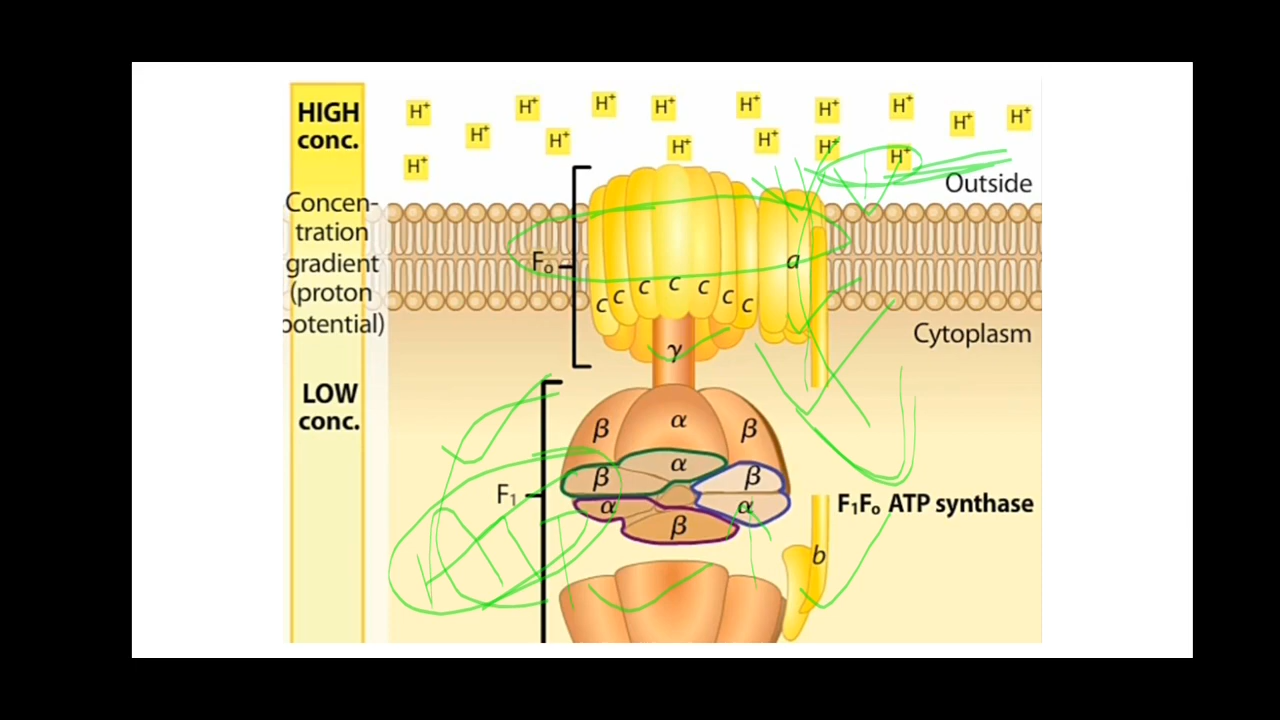 HIGH
conc.
H⁺ H⁺ H⁺ H⁺ H⁺ H⁺ H⁺ H⁺ H⁺
H⁺ H⁺ H⁺ H⁺ H⁺ H⁺ H⁺
Outside
Concen-
tration
gradient
(proton
potential)
Fₒ
a
c c c c c c c
Cytoplasm
γ
LOW
conc.
β α β
α
β β
F₁
α α
β
F₁Fₒ ATP synthase
b